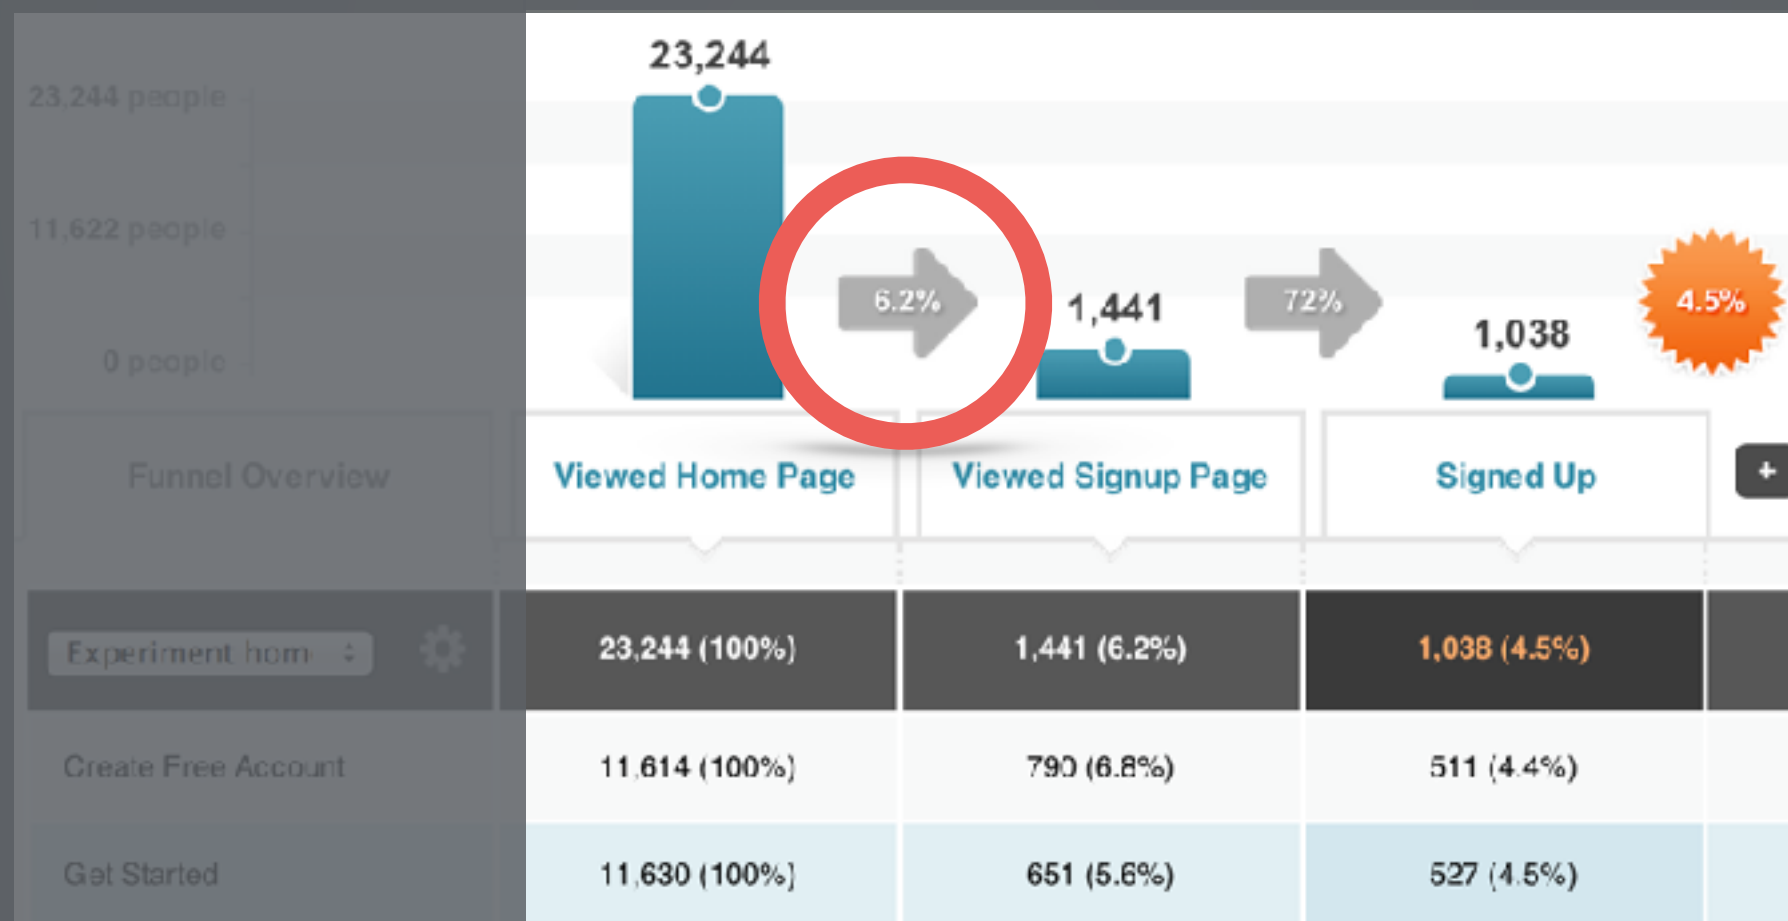 23,244
23,244 people
11,622 people
6.2%
1,441
72%
4.5%
1,038
0 people
Funnel Overview
Viewed Home Page
Viewed Signup Page
Signed Up
+
Experiment hom
23,244 (100%)
1,441 (6.2%)
1,038 (4.5%)
Create Free Account
11,614 (100%)
790 (6.8%)
511 (4.4%)
Get Started
11,630 (100%)
651 (5.6%)
527 (4.5%)